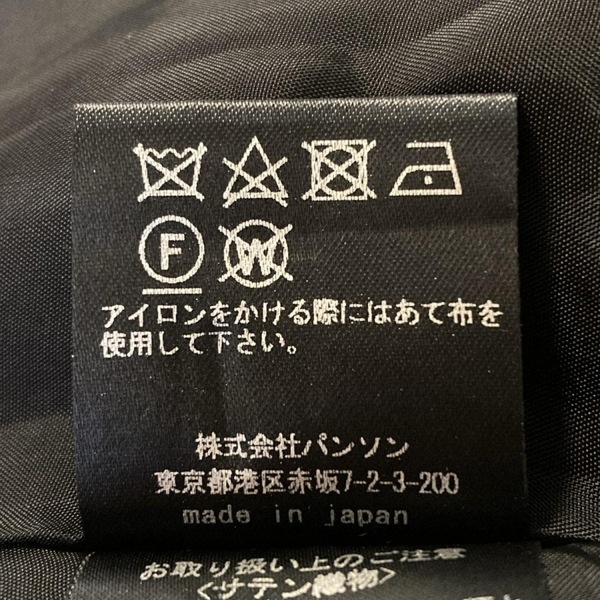 F W
アイロンをかける際にはあて布を
使用して下さい。
株式会社パンソン
東京都港区赤坂7-2-3-200
made in japan
お取り扱い上のご注意
<サテン織物>